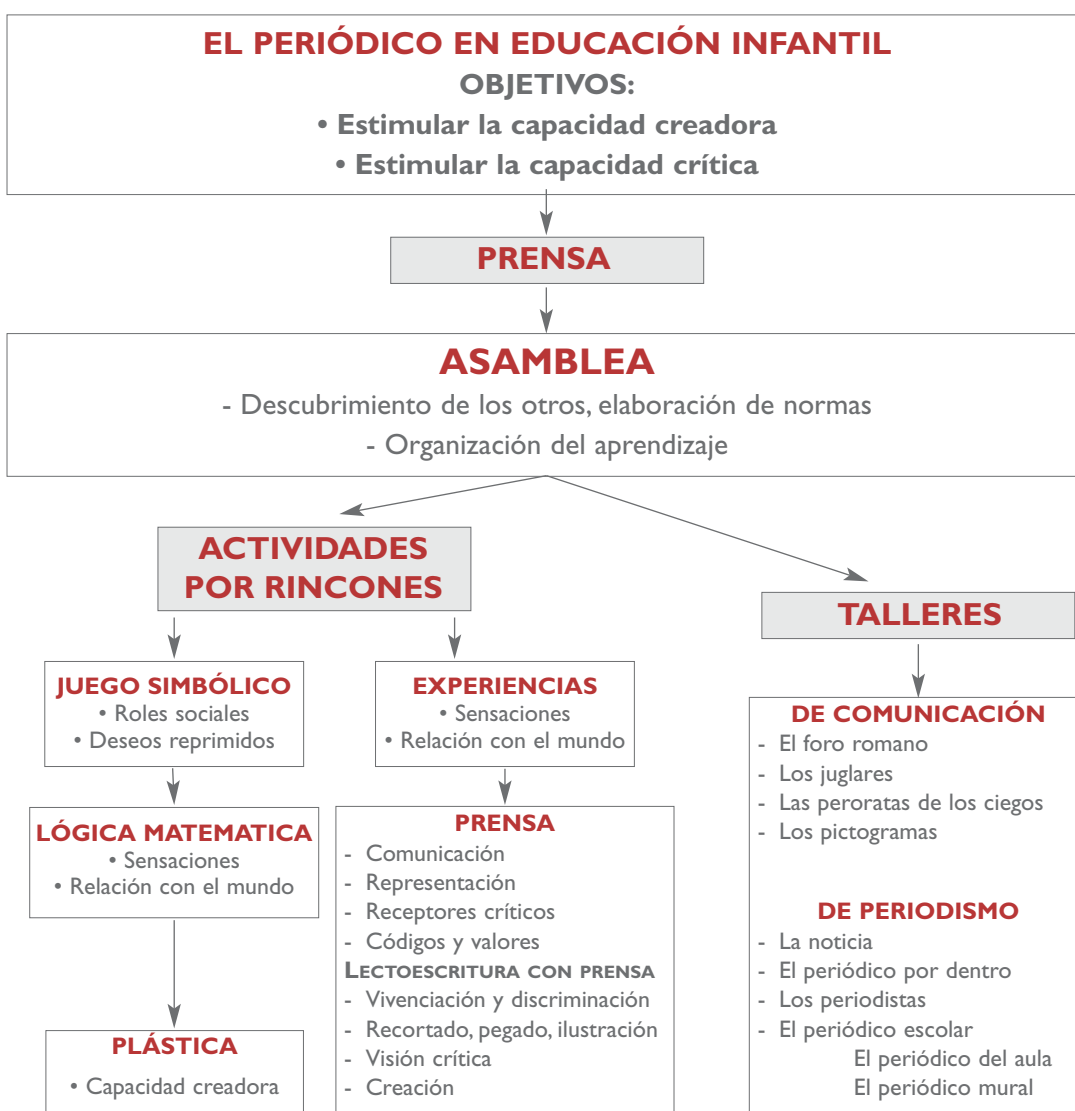 EL PERIÓDICO EN EDUCACIÓN INFANTIL
OBJETIVOS:
• Estimular la capacidad creadora
• Estimular la capacidad crítica
PRENSA
ASAMBLEA
- Descubrimiento de los otros, elaboración de normas
- Organización del aprendizaje
ACTIVIDADES
POR RINCONES
JUEGO SIMBÓLICO
• Roles sociales
• Deseos reprimidos
LÓGICA MATEMATICA
• Sensaciones
• Relación con el mundo
PLÁSTICA
• Capacidad creadora
EXPERIENCIAS
• Sensaciones
• Relación con el mundo
PRENSA
- Comunicación
- Representación
- Receptores críticos
- Códigos y valores
LECTOESCRITURA CON PRENSA
- Vivenciación y discriminación
- Recortado, pegado, ilustración
- Visión crítica
- Creación
TALLERES
DE COMUNICACIÓN
- El foro romano
- Los juglares
- Las peroratas de los ciegos
- Los pictogramas
DE PERIODISMO
- La noticia
- El periódico por dentro
- Los periodistas
- El periódico escolar
El periódico del aula
El periódico mural